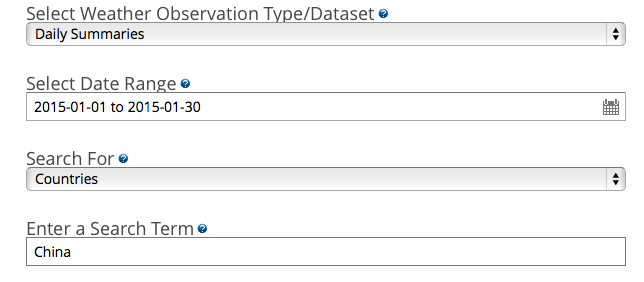 Select Weather Observation Type/Dataset
Daily Summaries
Select Date Range
2015-01-01 to 2015-01-30
Search For
Countries
Enter a Search Term
China